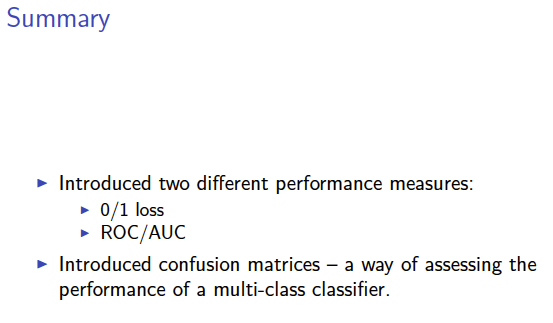 Summary
Introduced two different performance measures:
0/1 loss
ROC/AUC
Introduced confusion matrices – a way of assessing the
performance of a multi-class classifier.